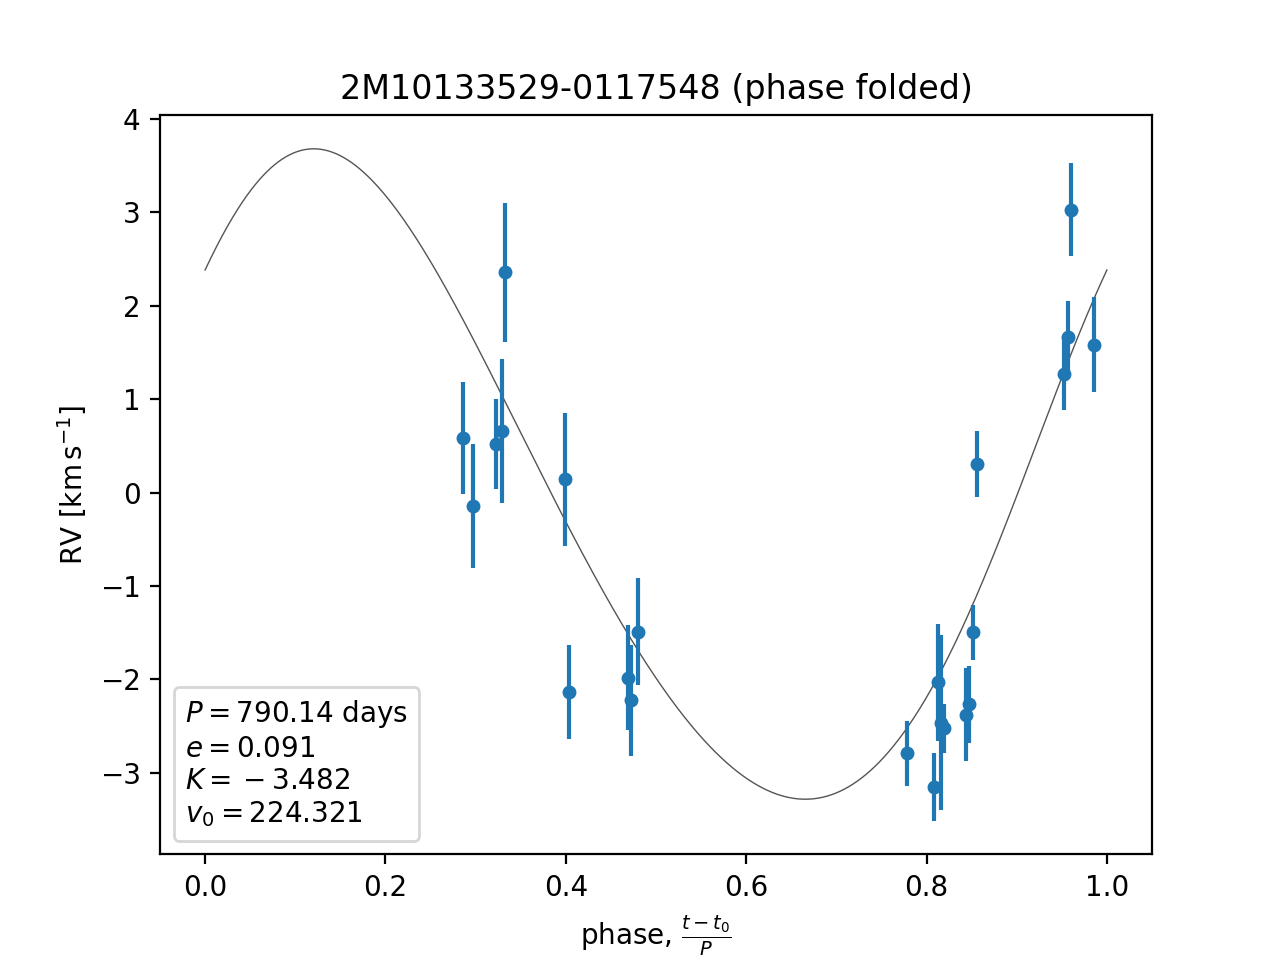 2M10133529-0117548 (phase folded)
4
3
2
1
0
−1
−2
−3
RV [km s⁻¹]
P = 790.14 days
e = 0.091
K = −3.482
v₀ = 224.321
0.0 0.2 0.4 0.6 0.8 1.0
phase, (t − t₀)/P